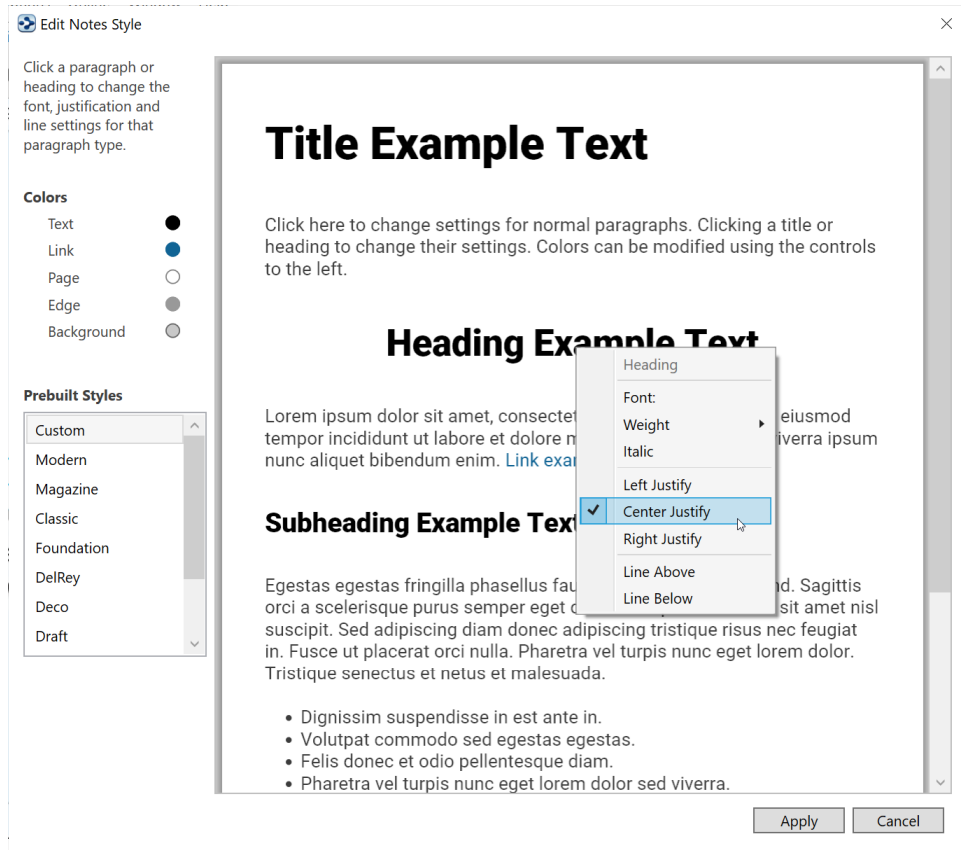 Edit Notes Style
Click a paragraph or
heading to change the
font, justification and
line settings for that
paragraph type.
Colors
Text
Link
Page
Edge
Background
Prebuilt Styles
Custom
Modern
Magazine
Classic
Foundation
DelRey
Deco
Draft
Title Example Text
Click here to change settings for normal paragraphs. Clicking a title or
heading to change their settings. Colors can be modified using the controls
to the left.
Heading Example Text
Lorem ipsum dolor sit amet, eiusmod
tempor incididunt ut labore et dolore ipsum
nunc aliquet bibendum enim. Link
Subheading Example Text
Egestas egestas fringilla phasellus Sagittis
orci a scelerisque purus semper eget sit amet nisl
suscipit. Sed adipiscing diam donec adipiscing tristique risus nec feugiat
in. Fusce ut placerat orci nulla. Pharetra vel turpis nunc eget lorem dolor.
Tristique senectus et netus et malesuada.
• Dignissim suspendisse in est ante in.
• Volutpat commodo sed egestas egestas.
• Felis donec et odio pellentesque diam.
• Pharetra vel turpis nunc eget lorem dolor sed viverra.
Heading
Font:
Weight
Italic
Left Justify
Center Justify
Right Justify
Line Above
Line Below
Apply
Cancel